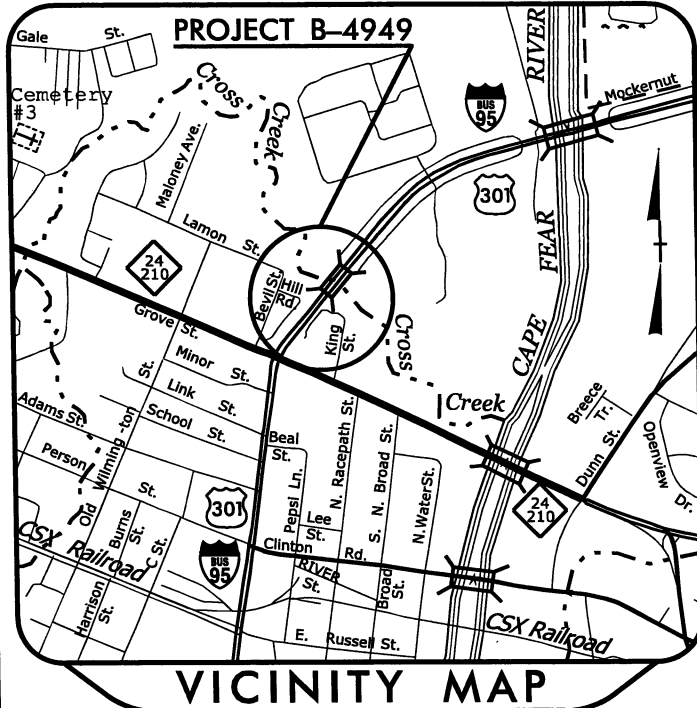 PROJECT B–4949
Gale St.
Cemetery
#3
Cross
Creek
Maloney Ave.
RIVER
Mockernut
BUS
95
301
Lamon St.
24
210
FEAR
Bevil St.
Hill
Rd
Grove St.
King
St.
Cross
Minor St.
CAPE
Link St.
School St.
Creek
Adams St.
Person St.
Old Wilming -ton St.
Beal
St.
Pepsi Ln.
N. Racepath St.
S. N. Broad St.
N.WaterSt.
Breece
Tr.
Dunn St.
Openview Dr.
24
210
301
BUS
95
Lee
St.
Clinton Rd.
RIVER
St.
Broad
St.
Burns
St.
C St.
CSX Railroad
Harrison
St.
E. Russell St.
CSX Railroad
VICINITY MAP